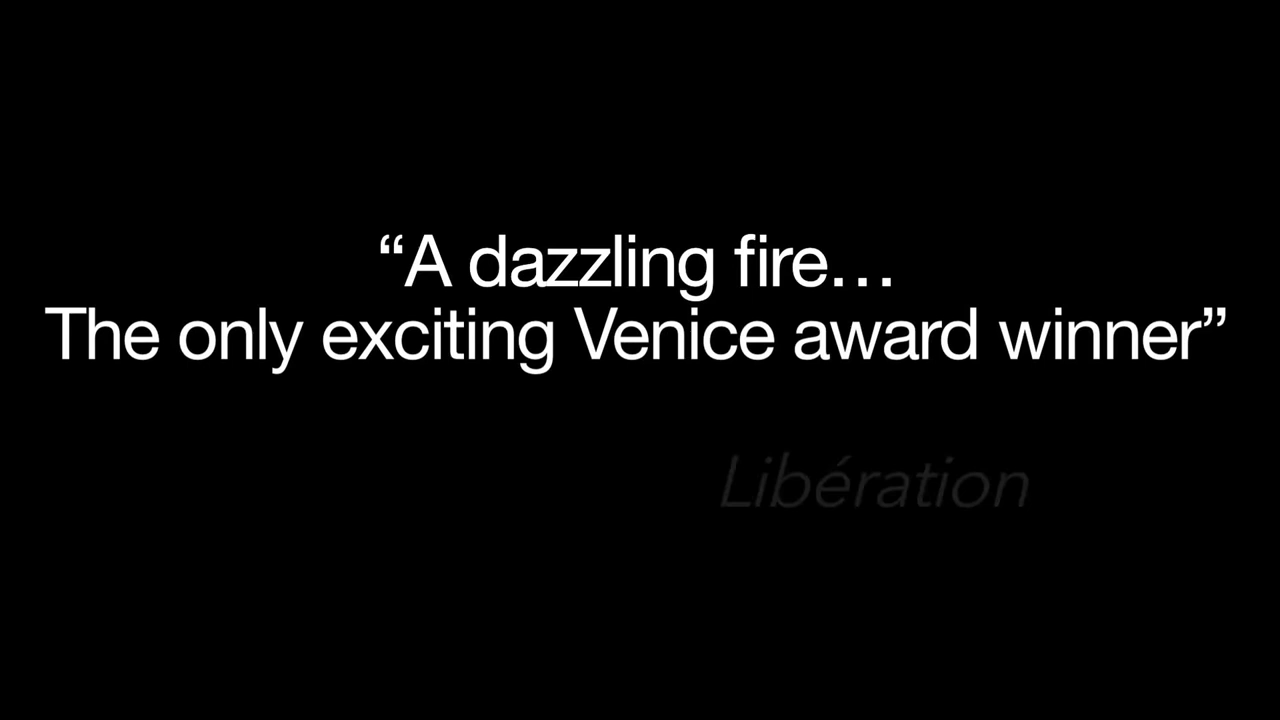 “A dazzling fire…
The only exciting Venice award winner”
Libération